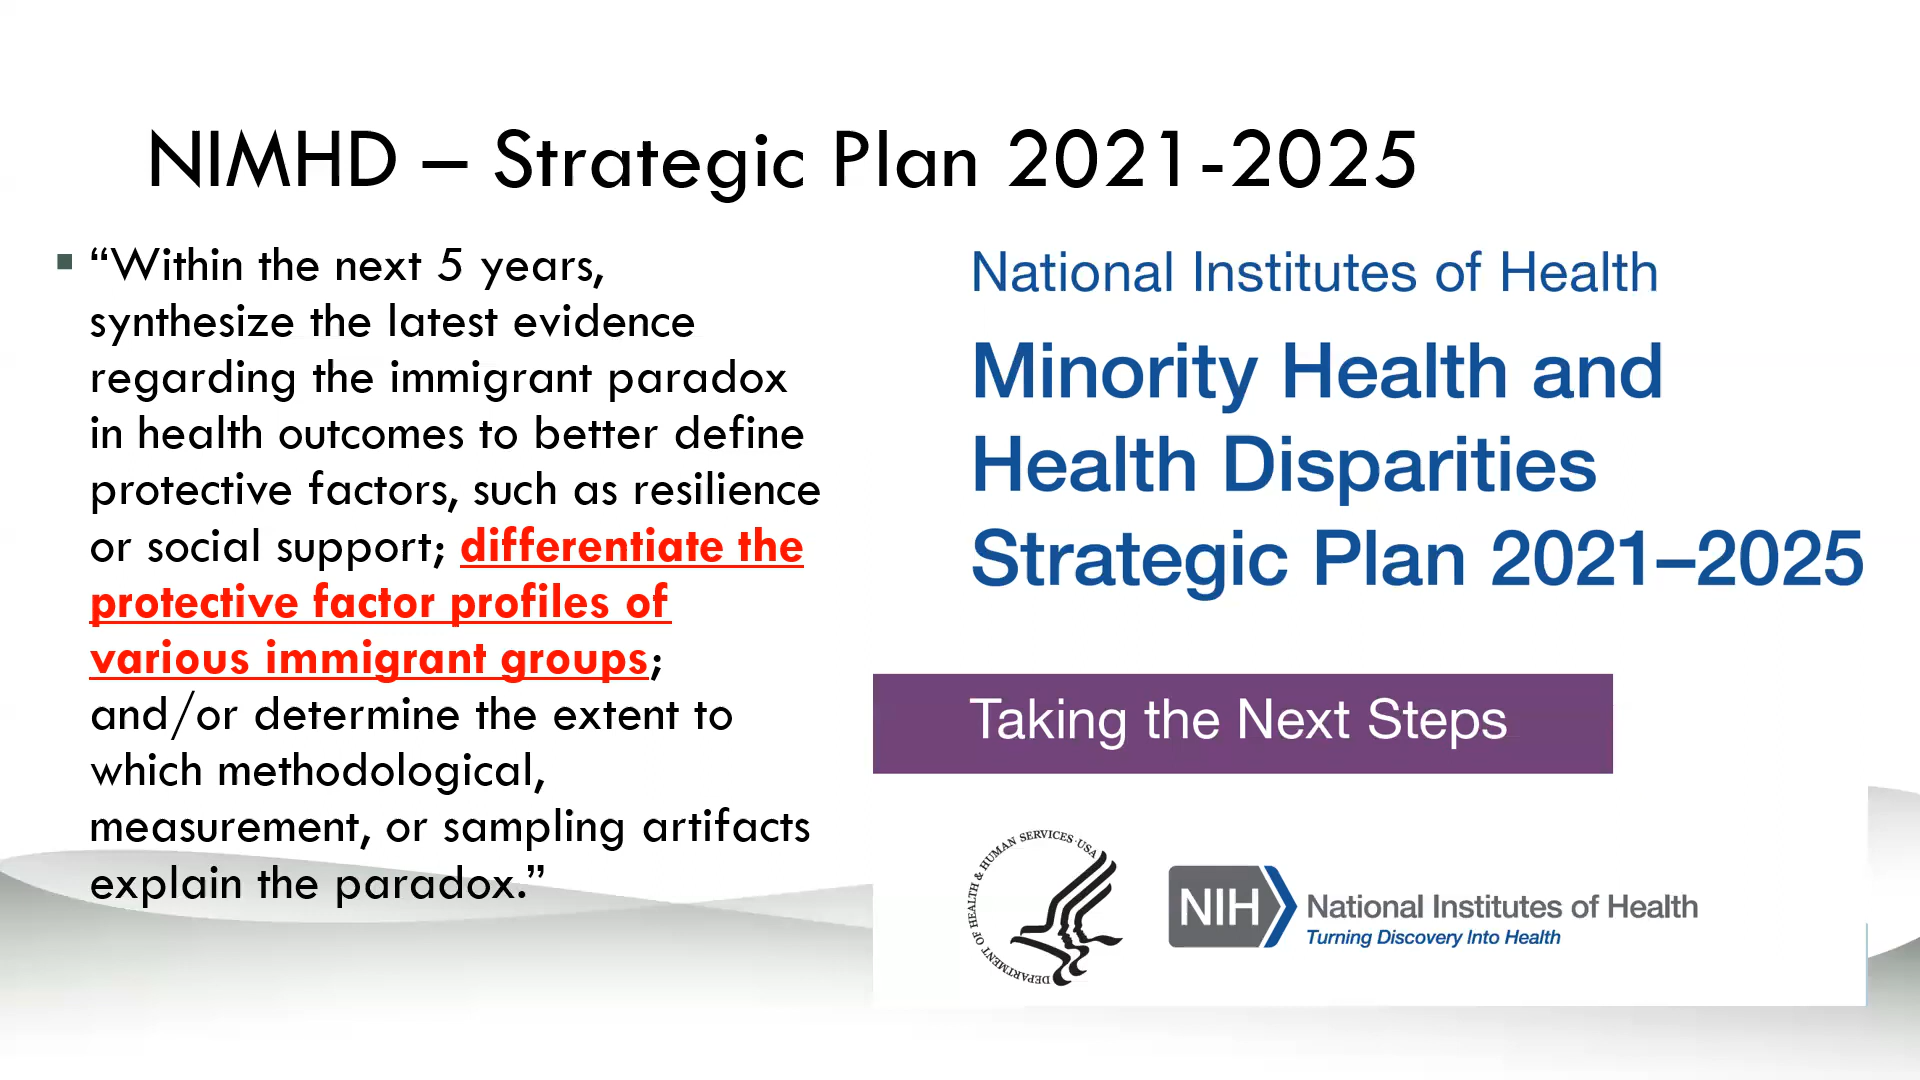 NIMHD – Strategic Plan 2021-2025
▪ “Within the next 5 years,
synthesize the latest evidence
regarding the immigrant paradox
in health outcomes to better define
protective factors, such as resilience
or social support; differentiate the
protective factor profiles of
various immigrant groups;
and/or determine the extent to
which methodological,
measurement, or sampling artifacts
explain the paradox.”
National Institutes of Health
Minority Health and
Health Disparities
Strategic Plan 2021–2025
Taking the Next Steps
DEPARTMENT OF HEALTH & HUMAN SERVICES·USA
NIH
National Institutes of Health
Turning Discovery Into Health